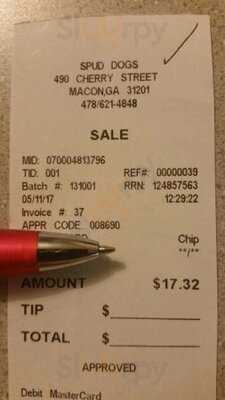 SPUD DOGS
490 CHERRY STREET
MACON,GA 31201
478/621-4848
SALE
MID: 070004813796
TID: 001 REF#: 00000039
Batch #: 131001 RRN: 124857563
05/11/17 12:29:22
Invoice #: 37
APPR CODE: 008690
Chip
**/**
AMOUNT $17.32
TIP $
TOTAL $
APPROVED
Debit MasterCard